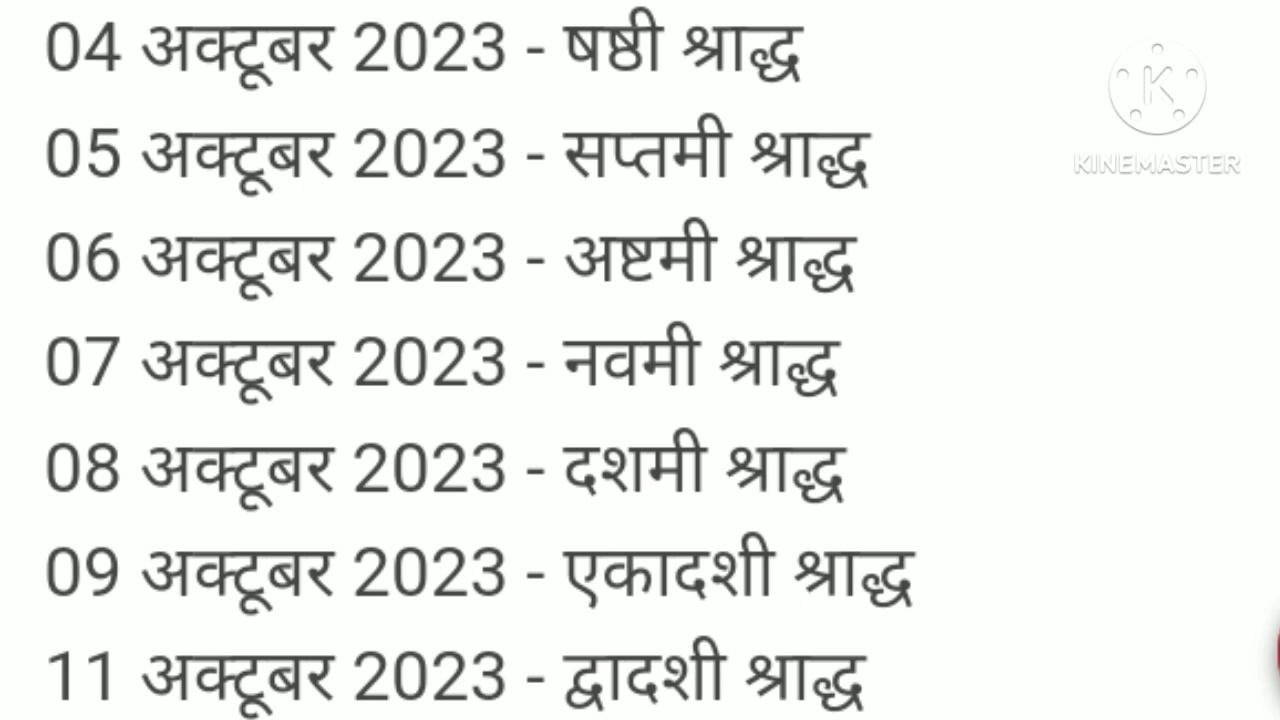 04 अक्टूबर 2023 - षष्ठी श्राद्ध
05 अक्टूबर 2023 - सप्तमी श्राद्ध
06 अक्टूबर 2023 - अष्टमी श्राद्ध
07 अक्टूबर 2023 - नवमी श्राद्ध
08 अक्टूबर 2023 - दशमी श्राद्ध
09 अक्टूबर 2023 - एकादशी श्राद्ध
11 अक्टूबर 2023 - द्वादशी श्राद्ध
K
KINEMASTER